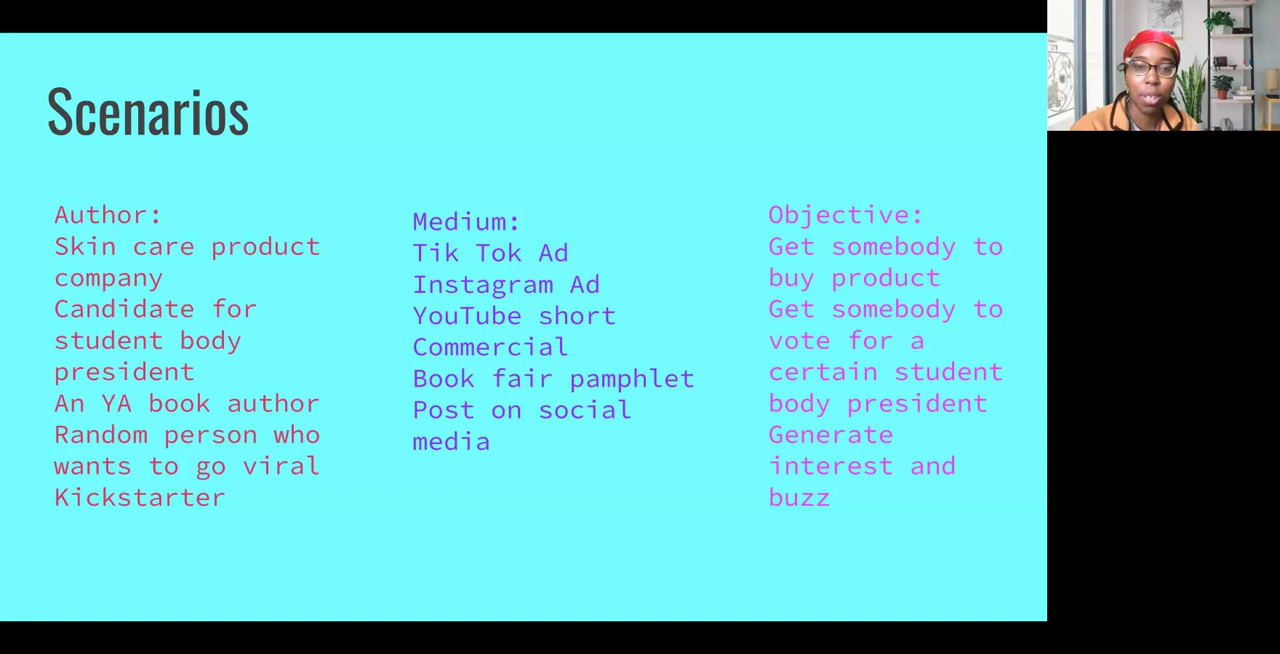 Scenarios
Author:
Skin care product
company
Candidate for
student body
president
An YA book author
Random person who
wants to go viral
Kickstarter
Medium:
Tik Tok Ad
Instagram Ad
YouTube short
Commercial
Book fair pamphlet
Post on social
media
Objective:
Get somebody to
buy product
Get somebody to
vote for a
certain student
body president
Generate
interest and
buzz